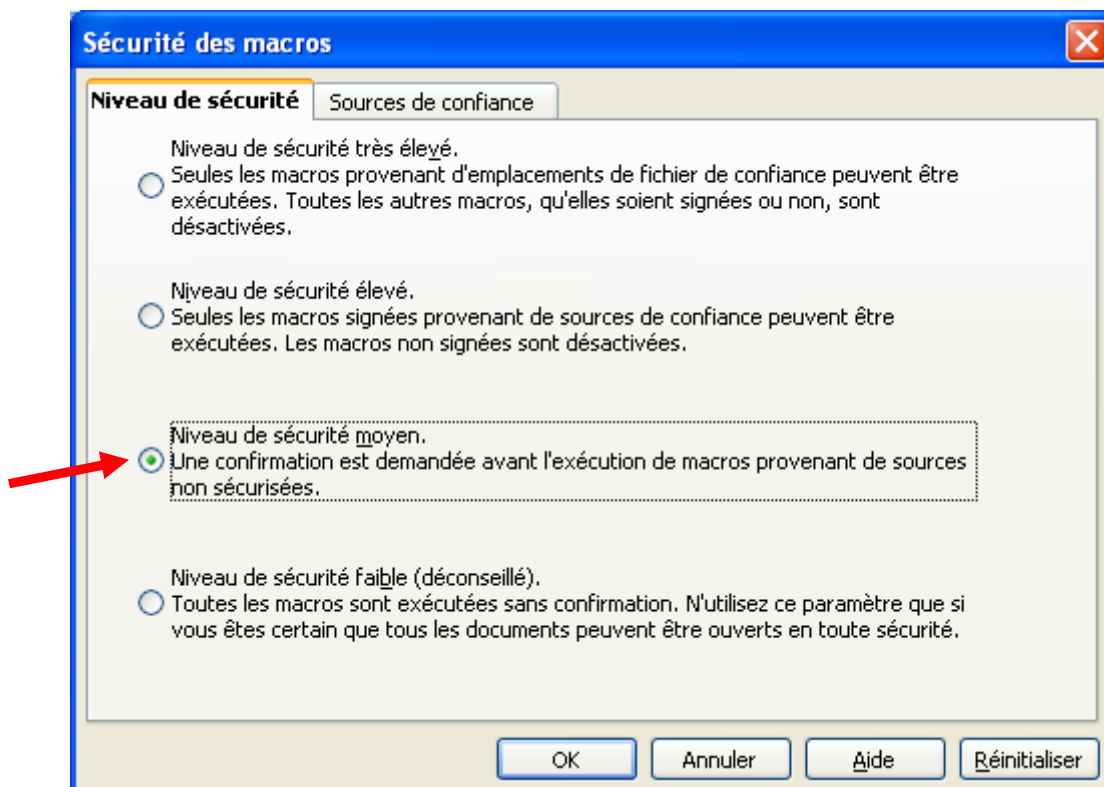 Sécurité des macros
Niveau de sécurité
Sources de confiance
Niveau de sécurité très élevé.
Seules les macros provenant d'emplacements de fichier de confiance peuvent être
exécutées. Toutes les autres macros, qu'elles soient signées ou non, sont
désactivées.
Niveau de sécurité élevé.
Seules les macros signées provenant de sources de confiance peuvent être
exécutées. Les macros non signées sont désactivées.
Niveau de sécurité moyen.
Une confirmation est demandée avant l'exécution de macros provenant de sources
non sécurisées.
Niveau de sécurité faible (déconseillé).
Toutes les macros sont exécutées sans confirmation. N'utilisez ce paramètre que si
vous êtes certain que tous les documents peuvent être ouverts en toute sécurité.
OK
Annuler
Aide
Réinitialiser